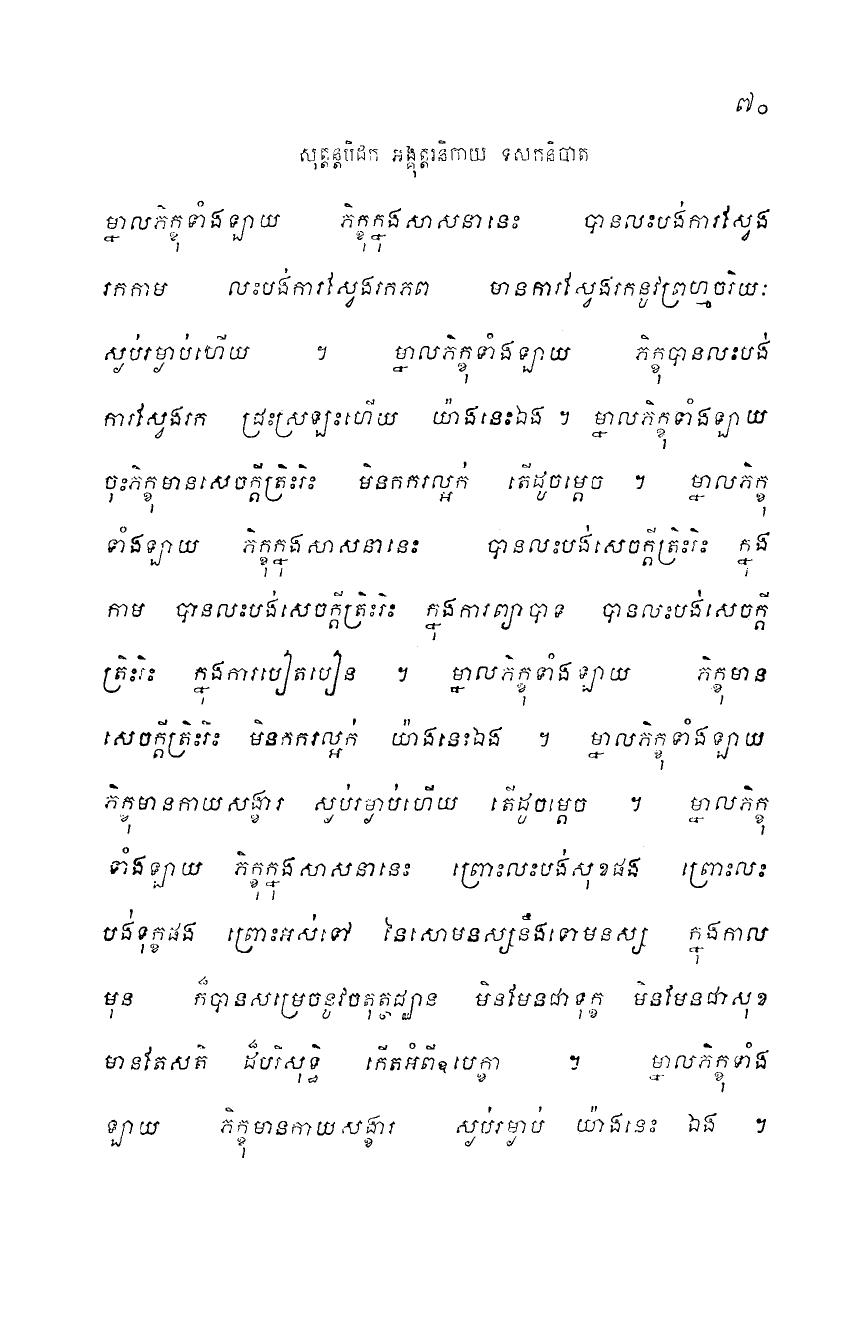 ៧០
សុត្តន្តបិដក អង្គុត្តរនិកាយ ទសកនិបាត
ម្នាលភិក្ខុទាំងឡាយ ភិក្ខុក្នុងសាសនានេះ បានលះបង់ការស្វែង
រកកាម លះបង់ការស្វែងរកភព មានការស្វែងរកនូវព្រហ្មចរិយៈ
ស្ងប់រម្ងាប់ហើយ ។ ម្នាលភិក្ខុទាំងឡាយ ភិក្ខុបានលះបង់
ការស្វែងរក ជ្រះស្រឡះហើយ យ៉ាងនេះឯង ។ ម្នាលភិក្ខុទាំងឡាយ
ចុះភិក្ខុមានសេចក្តីត្រិះរិះ មិនកករល្អក់ តើដូចម្តេច ។ ម្នាលភិក្ខុ
ទាំងឡាយ ភិក្ខុក្នុងសាសនានេះ បានលះបង់សេចក្តីត្រិះរិះ ក្នុង
កាម បានលះបង់សេចក្តីត្រិះរិះ ក្នុងការព្យាបាទ បានលះបង់សេចក្តី
ត្រិះរិះ ក្នុងការបៀតបៀន ។ ម្នាលភិក្ខុទាំងឡាយ ភិក្ខុមាន
សេចក្តីត្រិះរិះ មិនកករល្អក់ យ៉ាងនេះឯង ។ ម្នាលភិក្ខុទាំងឡាយ
ភិក្ខុមានកាយសង្ខារ ស្ងប់រម្ងាប់ហើយ តើដូចម្តេច ។ ម្នាលភិក្ខុ
ទាំងឡាយ ភិក្ខុក្នុងសាសនានេះ ព្រោះលះបង់សុខផង ព្រោះលះ
បង់ទុក្ខផង ព្រោះអស់ទៅ នៃសោមនស្សនឹងទោមនស្ស ក្នុងកាល
មុន ក៏បានសម្រេចនូវចតុត្ថជ្ឈាន មិនមែនជាទុក្ខ មិនមែនជាសុខ
មានតែសតិ ដ៏បរិសុទ្ធិ កើតអំពីឧបេក្ខា ។ ម្នាលភិក្ខុទាំង
ឡាយ ភិក្ខុមានកាយសង្ខារ ស្ងប់រម្ងាប់ យ៉ាងនេះ ឯង ។